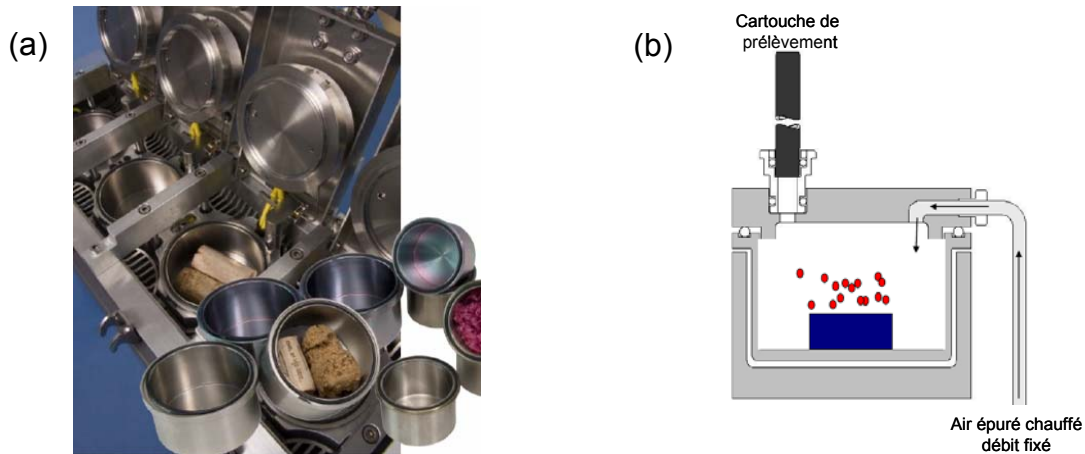 (a)
(b)
Cartouche de
prélèvement
Air épuré chauffé
débit fixé